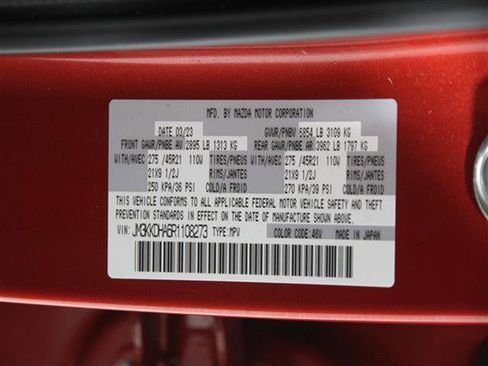 MFD. BY MAZDA MOTOR CORPORATION
DATE 03/23 GVWR/PNBV 6854 LB 3109 KG
FRONT GAWR/PNBE AV 2895 LB 1313 KG REAR GAWR/PNBE AR 3962 LB 1797 KG
WITH/AVEC 275 /45R21 110W TIRES/PNEUS WITH/AVEC 275 /45R21 110W TIRES/PNEUS
21X9 1/2J RIMS/JANTES 21X9 1/2J RIMS/JANTES
250 KPA/36 PSI COLD/A FROID 270 KPA/39 PSI COLD/A FROID
THIS VEHICLE CONFORMS TO ALL APPLICABLE FEDERAL MOTOR VEHICLE SAFETY AND THEFT
PREVENTION STANDARDS IN EFFECT ON THE DATE OF MANUFACTURE SHOWN ABOVE.
VIN: JM3KKDHA6R1108273 TYPE: MPV COLOR CODE: 46V MADE IN JAPAN